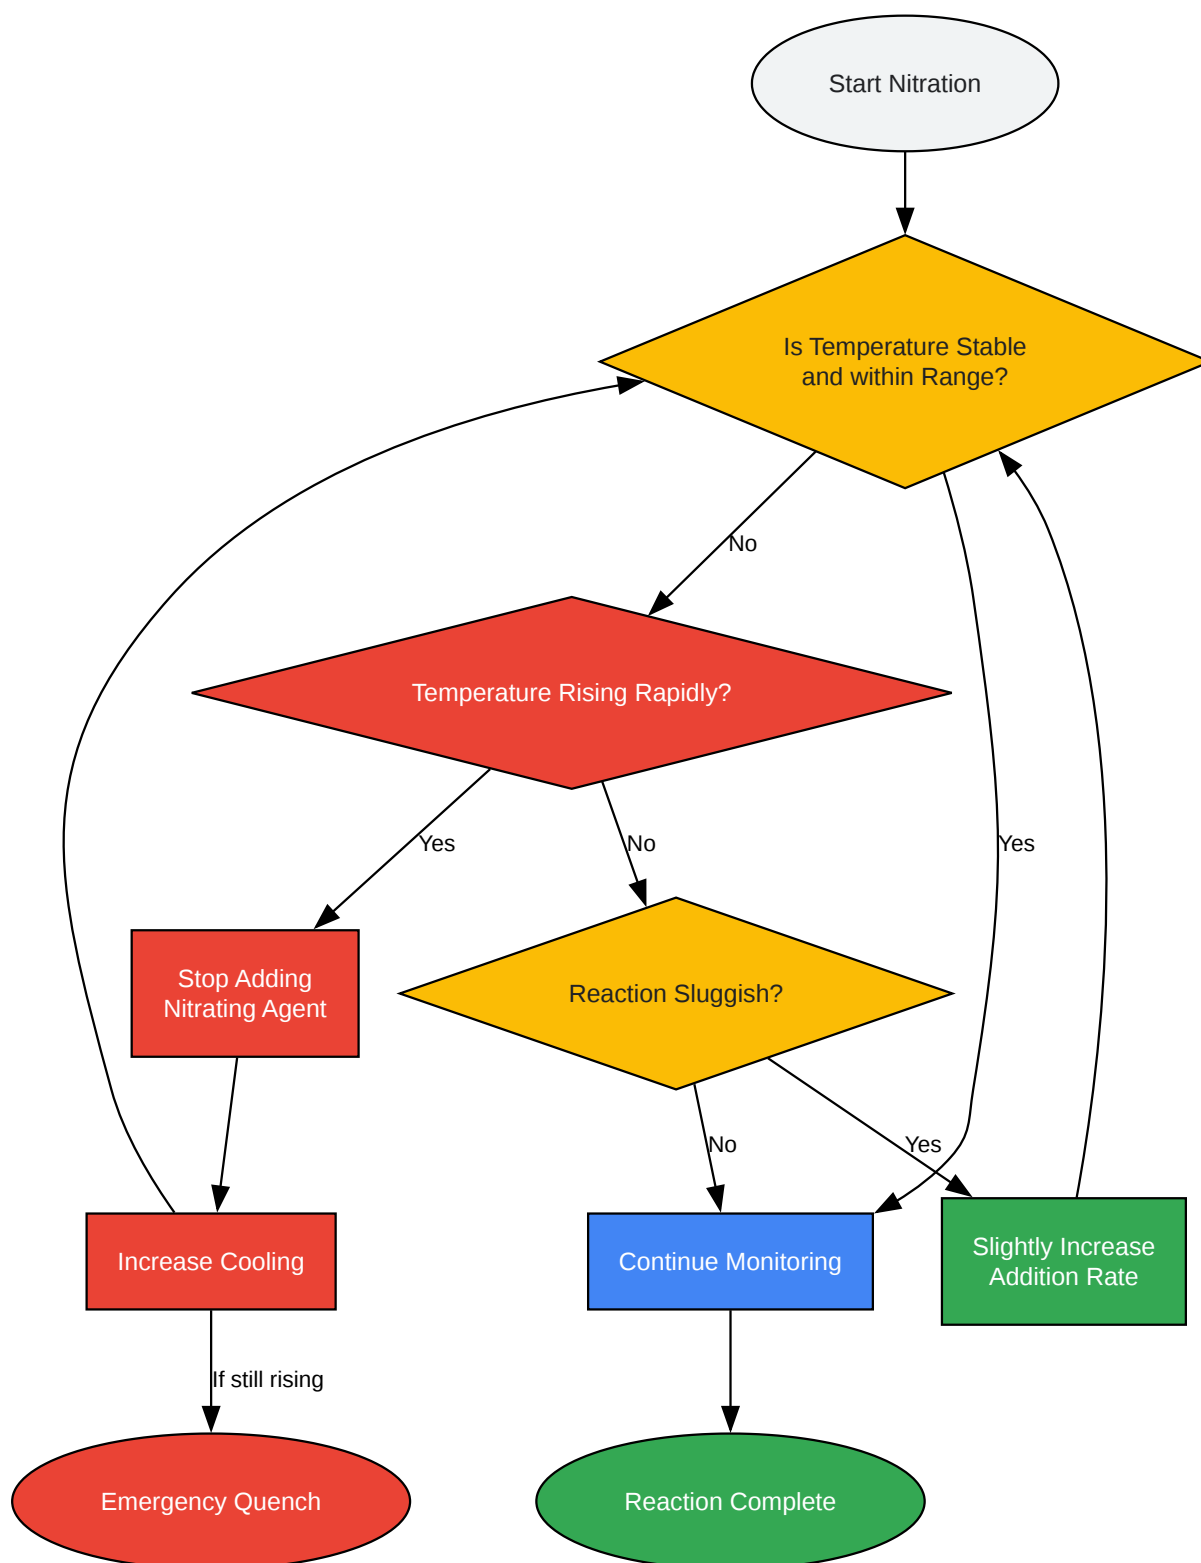 Start Nitration
Is Temperature Stable
and within Range?
No
Temperature Rising Rapidly?
Yes
No
Yes
Stop Adding
Nitrating Agent
Reaction Sluggish?
No
Yes
Increase Cooling
Continue Monitoring
Slightly Increase
Addition Rate
If still rising
Emergency Quench
Reaction Complete